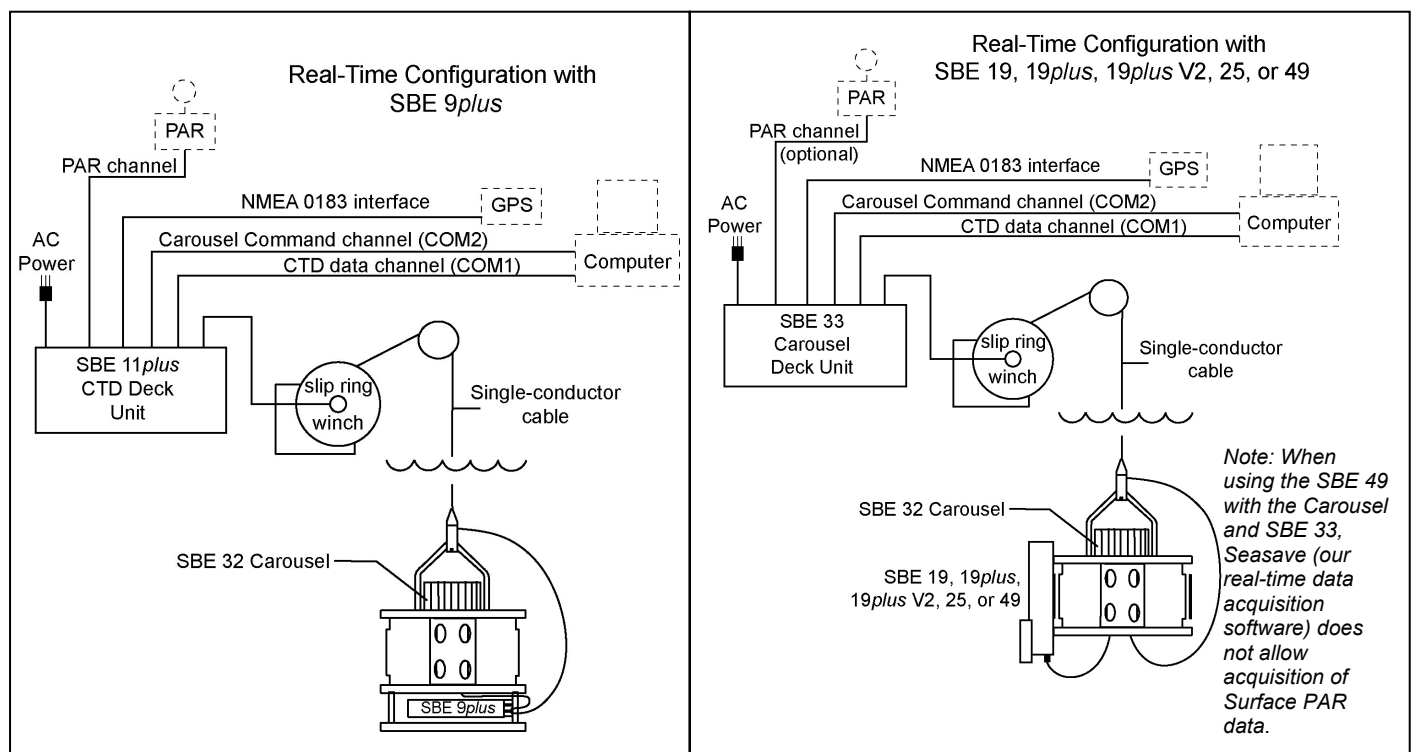 Real-Time Configuration with
SBE 9plus
PAR
PAR channel
NMEA 0183 interface
GPS
AC
Power
Carousel Command channel (COM2)
CTD data channel (COM1)
Computer
SBE 11plus
CTD Deck
Unit
slip ring
winch
Single-conductor
cable
SBE 32 Carousel
SBE 9plus
Real-Time Configuration with
SBE 19, 19plus, 19plus V2, 25, or 49
PAR
PAR channel
(optional)
NMEA 0183 interface
GPS
AC
Power
Carousel Command channel (COM2)
CTD data channel (COM1)
Computer
SBE 33
Carousel
Deck Unit
slip ring
winch
Single-conductor
cable
SBE 32 Carousel
SBE 19, 19plus,
19plus V2, 25, or 49
Note: When
using the SBE 49
with the Carousel
and SBE 33,
Seasave (our
real-time data
acquisition
software) does
not allow
acquisition of
Surface PAR
data.